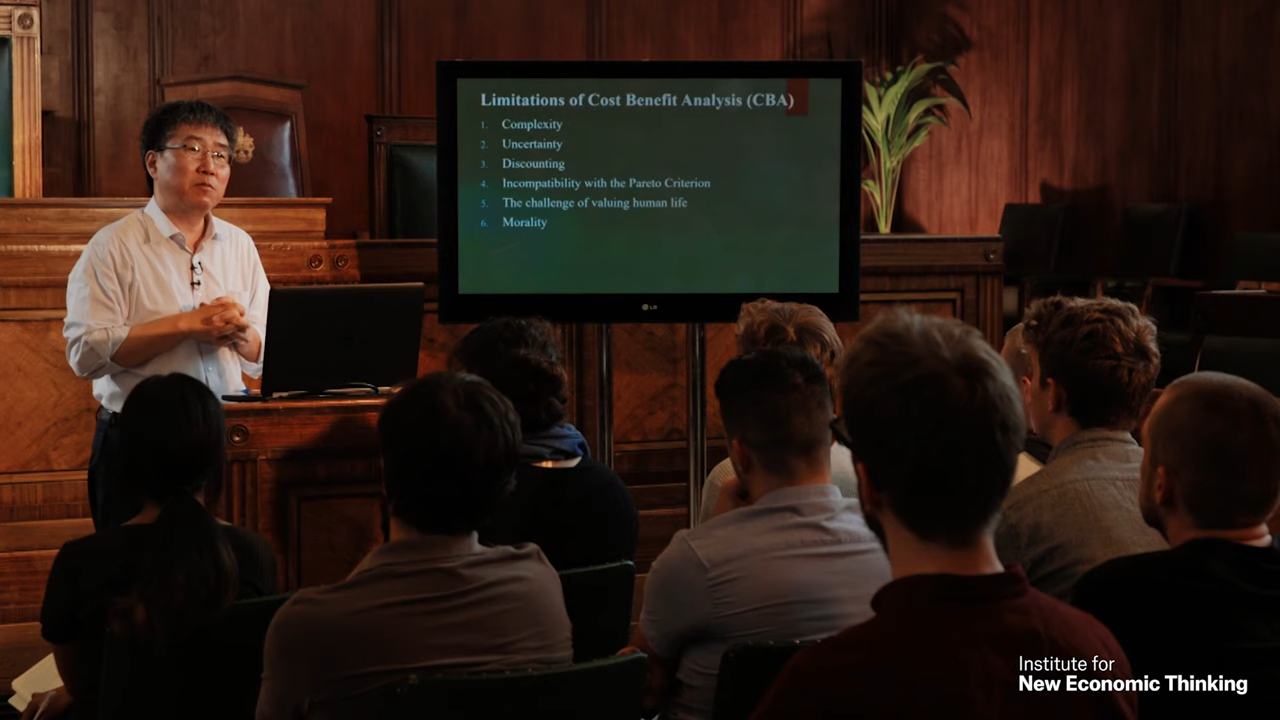 Limitations of Cost Benefit Analysis (CBA)
1. Complexity
2. Uncertainty
3. Discounting
4. Incompatibility with the Pareto Criterion
5. The challenge of valuing human life
6. Morality
LG
Institute for
New Economic Thinking